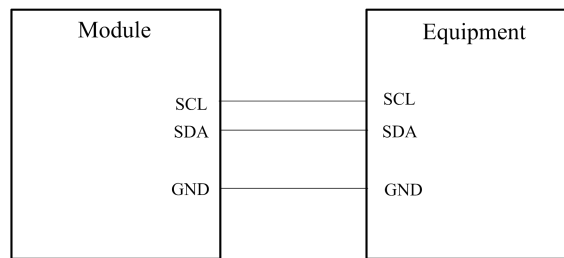 Module
Equipment
SCL
SCL
SDA
SDA
GND
GND